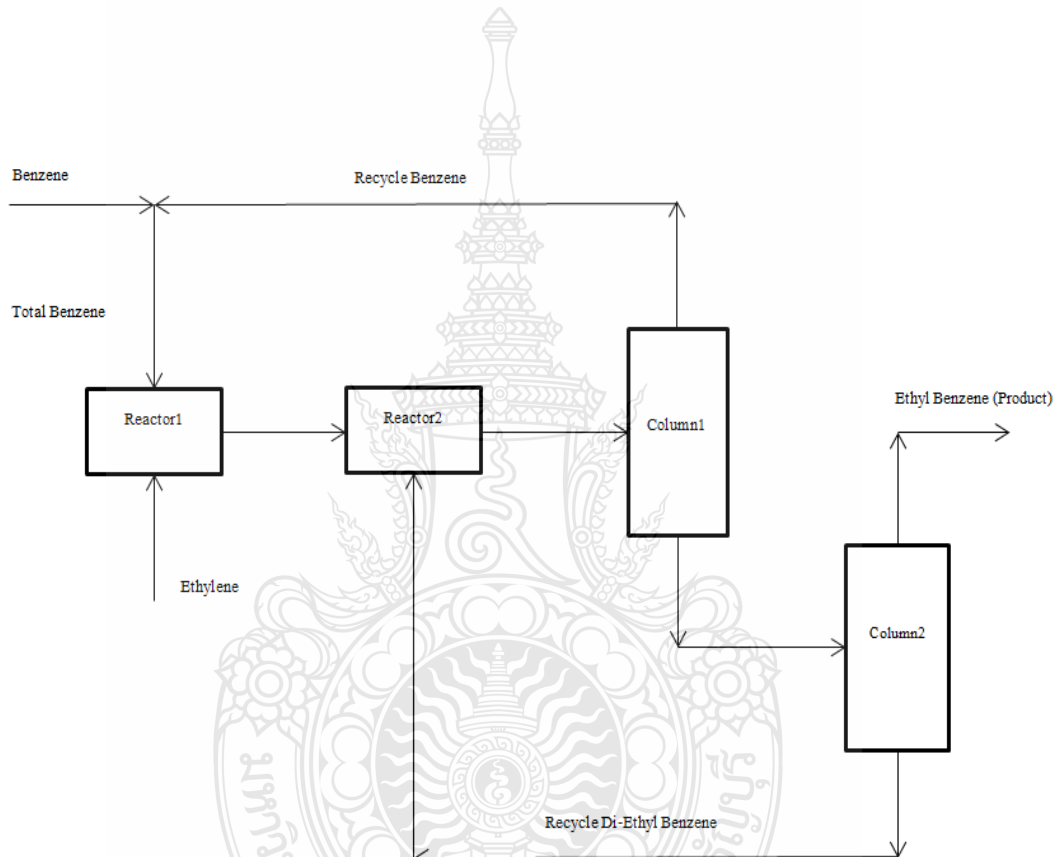 Benzene
Recycle Benzene
Total Benzene
Reactor1
Reactor2
Column1
Ethyl Benzene (Product)
Ethylene
Column2
Recycle Di-Ethyl Benzene